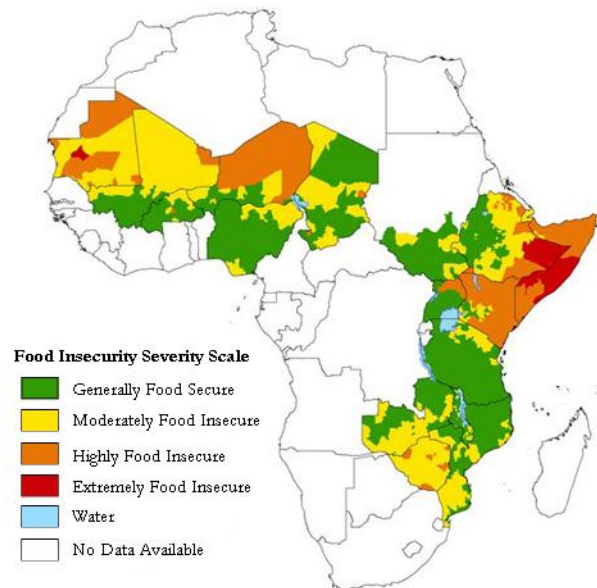 Food Insecurity Severity Scale
Generally Food Secure
Moderately Food Insecure
Highly Food Insecure
Extremely Food Insecure
Water
No Data Available